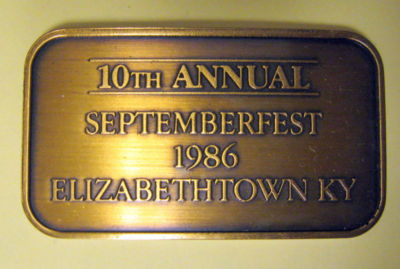 10TH ANNUAL
SEPTEMBERFEST
1986
ELIZABETHTOWN KY